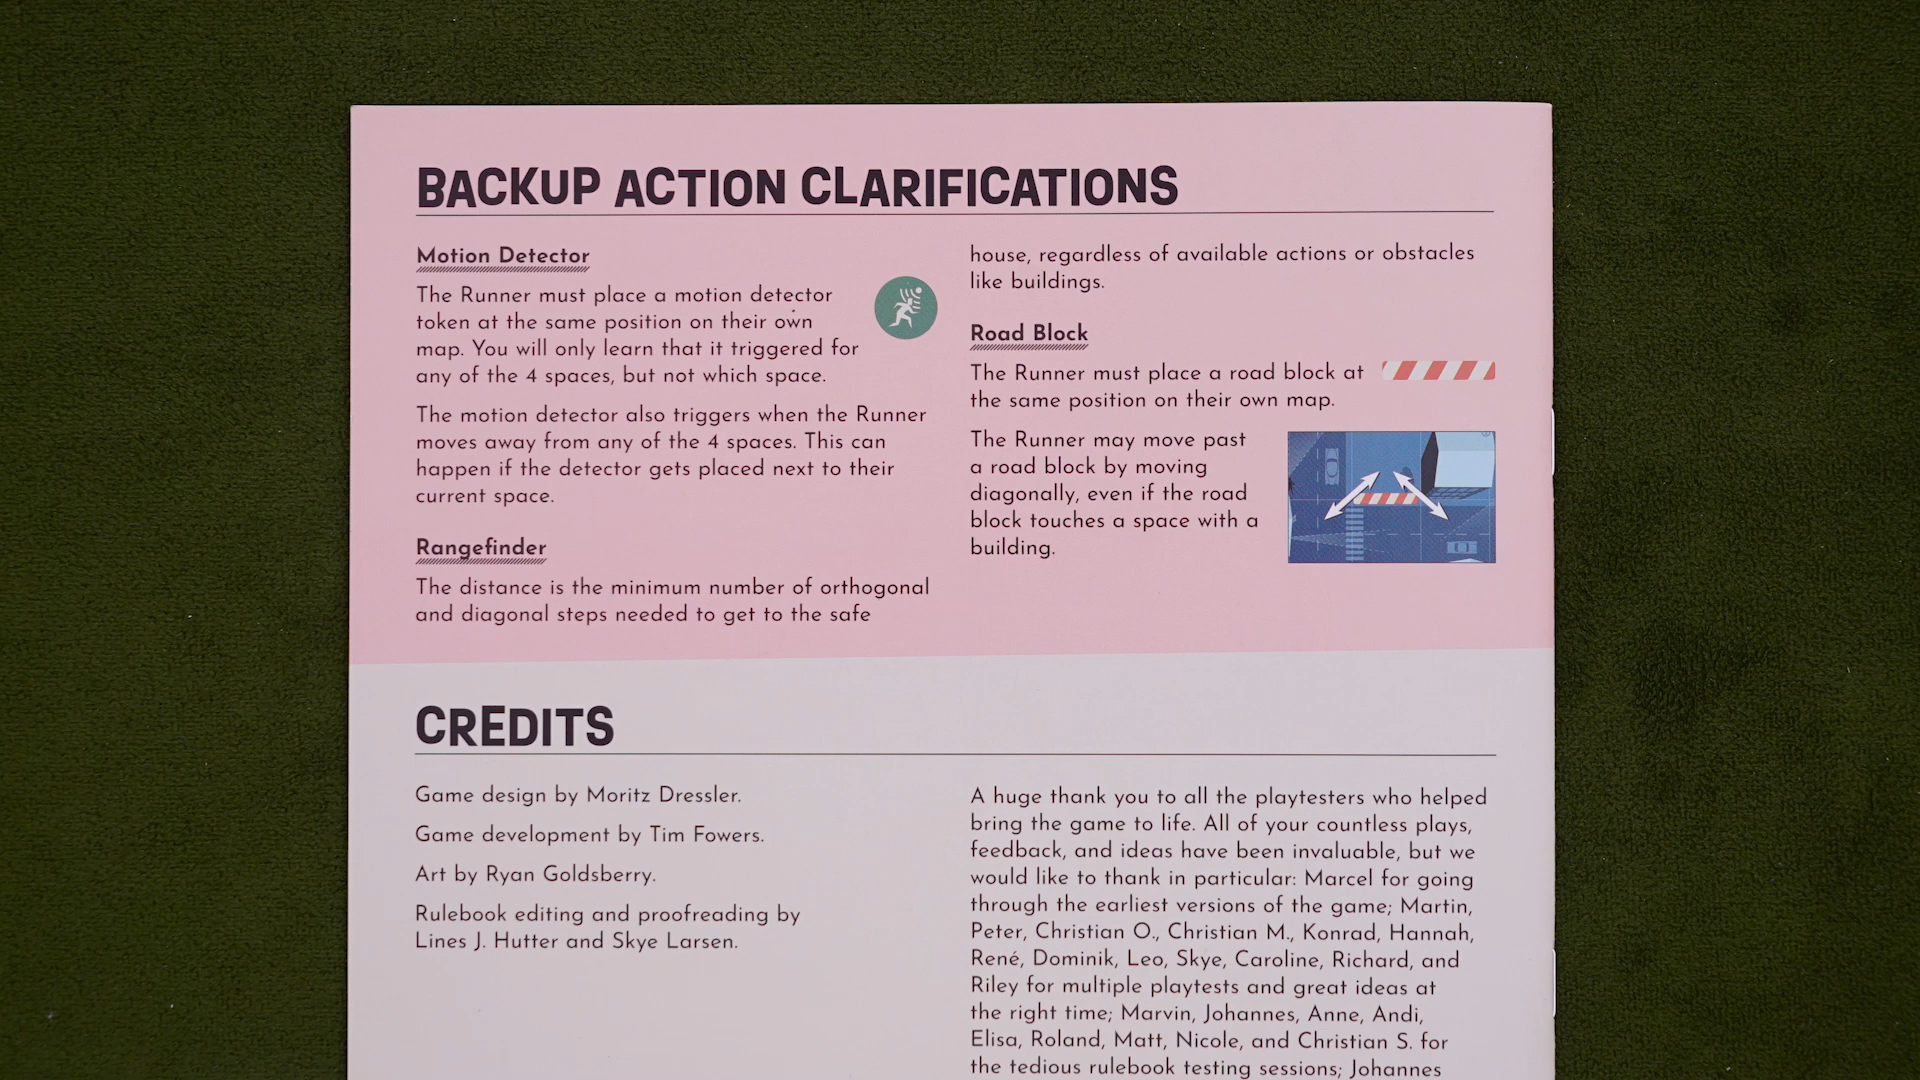 BACKUP ACTION CLARIFICATIONS
Motion Detector
The Runner must place a motion detector
token at the same position on their own
map. You will only learn that it triggered for
any of the 4 spaces, but not which space.
The motion detector also triggers when the Runner
moves away from any of the 4 spaces. This can
happen if the detector gets placed next to their
current space.
Rangefinder
The distance is the minimum number of orthogonal
and diagonal steps needed to get to the safe
house, regardless of available actions or obstacles
like buildings.
Road Block
The Runner must place a road block at
the same position on their own map.
The Runner may move past
a road block by moving
diagonally, even if the road
block touches a space with a
building.
CREDITS
Game design by Moritz Dressler.
Game development by Tim Fowers.
Art by Ryan Goldsberry.
Rulebook editing and proofreading by
Lines J. Hutter and Skye Larsen.
A huge thank you to all the playtesters who helped
bring the game to life. All of your countless plays,
feedback, and ideas have been invaluable, but we
would like to thank in particular: Marcel for going
through the earliest versions of the game; Martin,
Peter, Christian O., Christian M., Konrad, Hannah,
René, Dominik, Leo, Skye, Caroline, Richard, and
Riley for multiple playtests and great ideas at
the right time; Marvin, Johannes, Anne, Andi,
Elisa, Roland, Matt, Nicole, and Christian S. for
the tedious rulebook testing sessions; Johannes